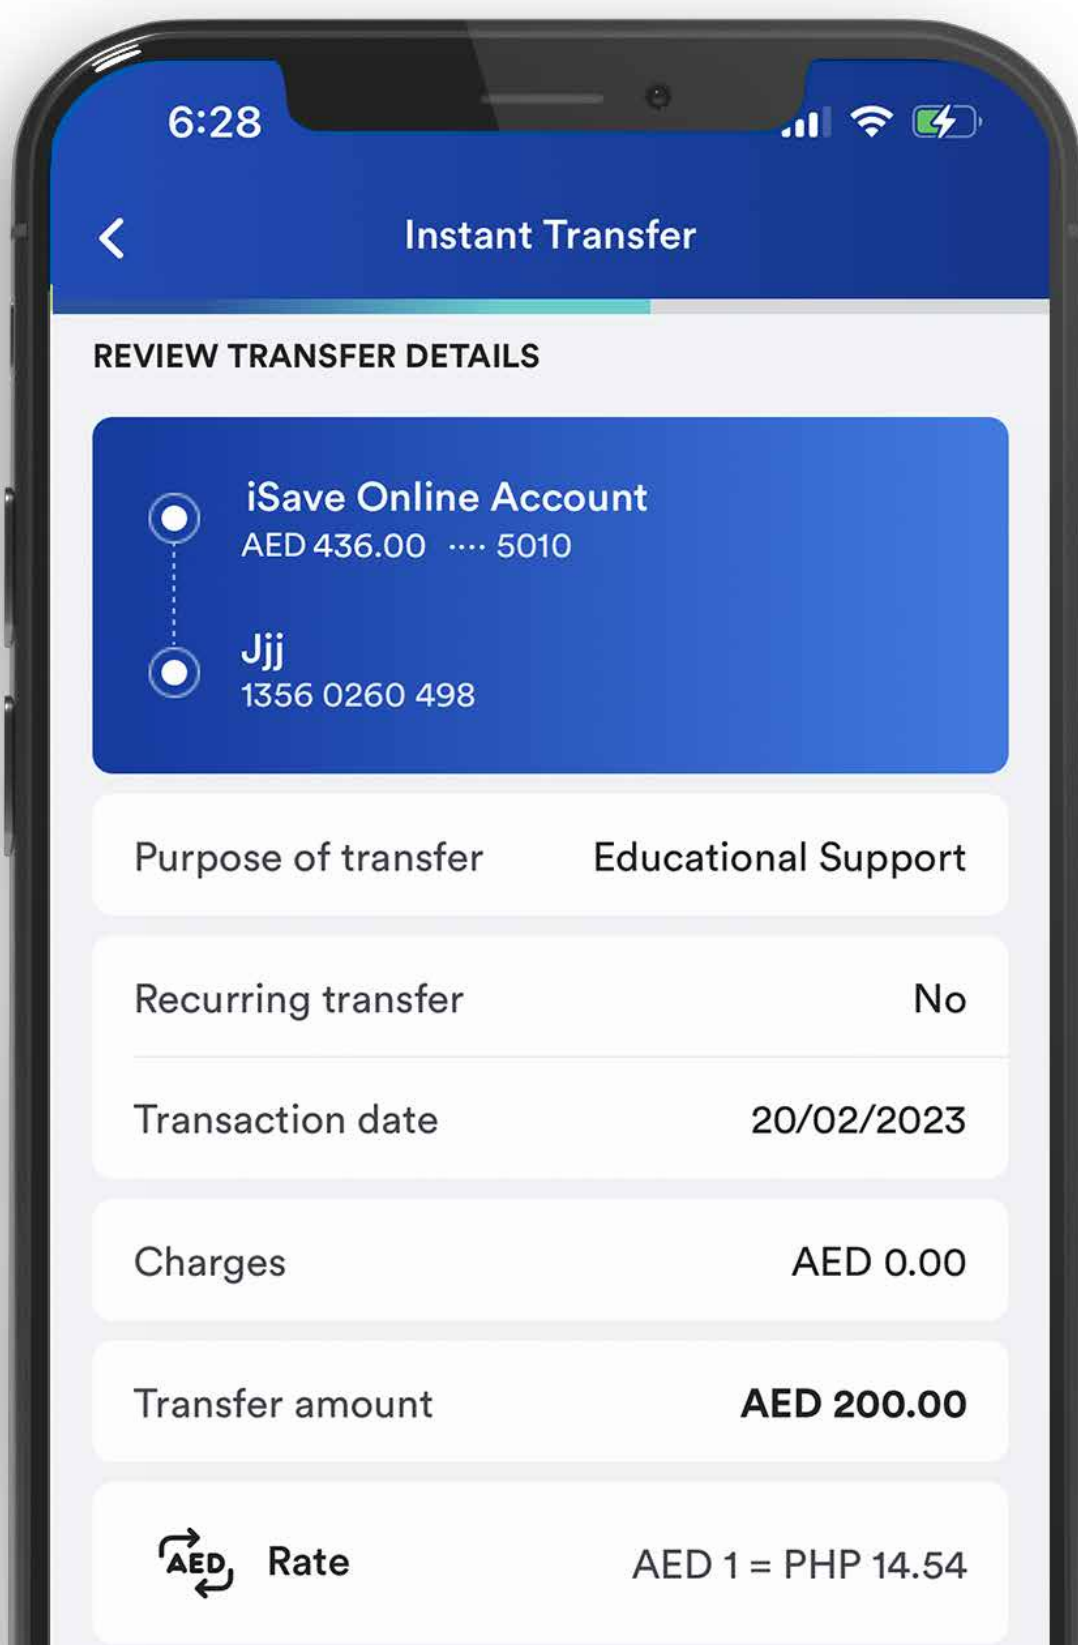 6:28
Instant Transfer
REVIEW TRANSFER DETAILS
iSave Online Account
AED 436.00 ···· 5010
Jjj
1356 0260 498
Purpose of transfer Educational Support
Recurring transfer No
Transaction date 20/02/2023
Charges AED 0.00
Transfer amount AED 200.00
AED Rate AED 1 = PHP 14.54